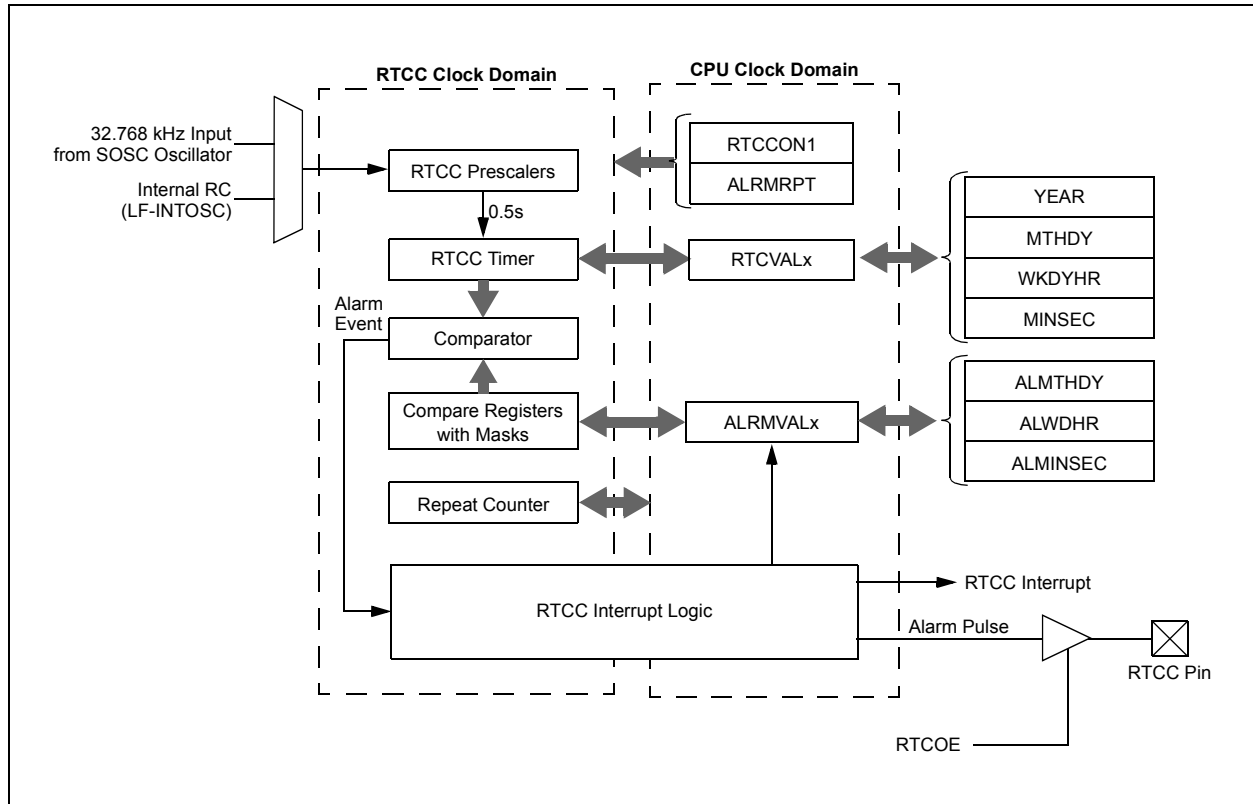 RTCC Clock Domain
CPU Clock Domain
32.768 kHz Input
from SOSC Oscillator
Internal RC
(LF-INTOSC)
RTCC Prescalers
0.5s
RTCC Timer
Alarm
Event
Comparator
Compare Registers
with Masks
Repeat Counter
RTCC Interrupt Logic
RTCCON1
ALRMRPT
RTCVALx
ALRMVALx
YEAR
MTHDY
WKDYHR
MINSEC
ALMTHDY
ALWDHR
ALMINSEC
RTCC Interrupt
Alarm Pulse
RTCC Pin
RTCOE